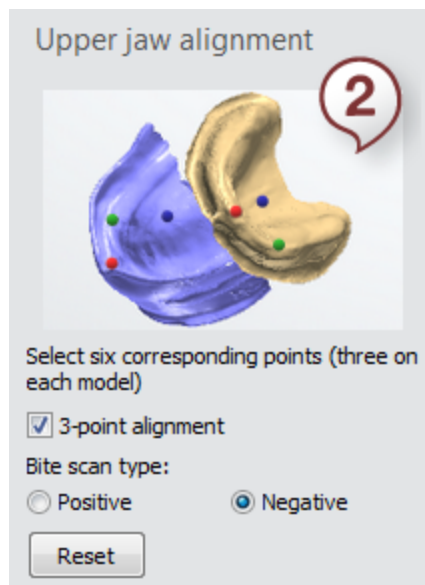 Upper jaw alignment
2
Select six corresponding points (three on
each model)
3-point alignment
Bite scan type:
Positive
Negative
Reset